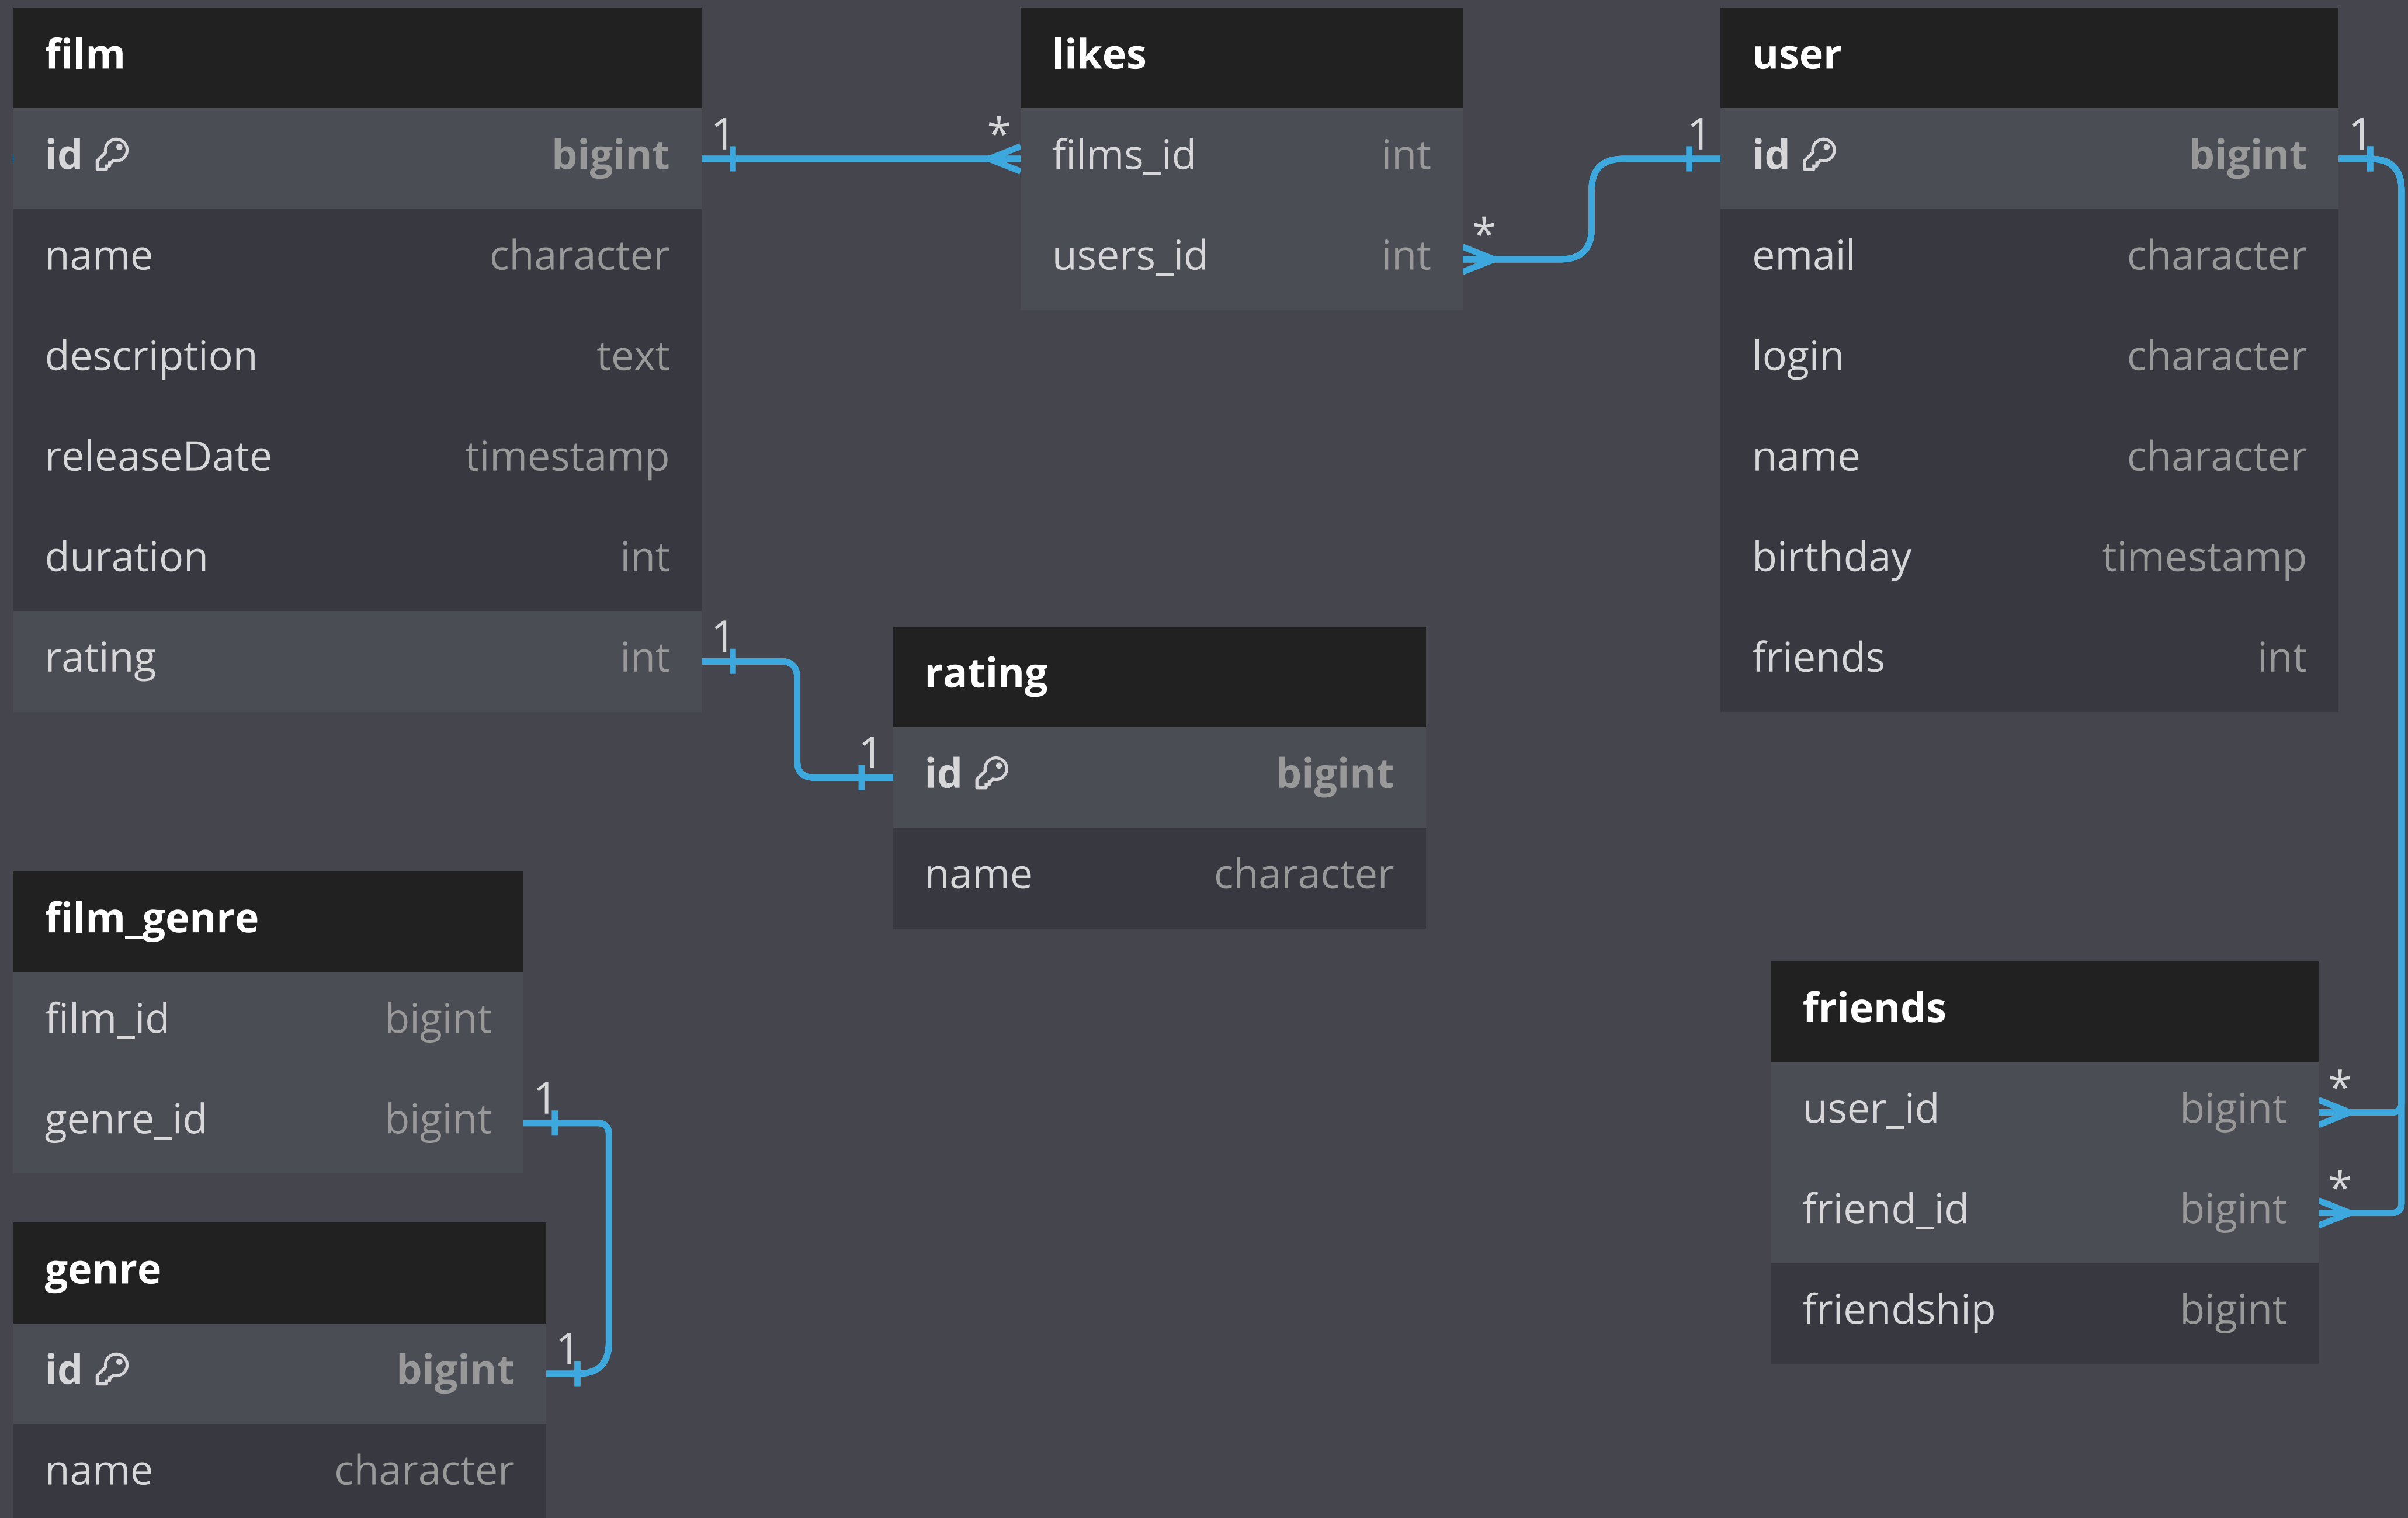 film
id bigint
name character
description text
releaseDate timestamp
duration int
rating int
1
*
likes
films_id int
users_id int
*
1
user
id bigint
email character
login character
name character
birthday timestamp
friends int
1
1
1
rating
id bigint
name character
film_genre
film_id bigint
genre_id bigint
1
genre
id bigint
name character
1
friends
user_id bigint
friend_id bigint
friendship bigint
*
*